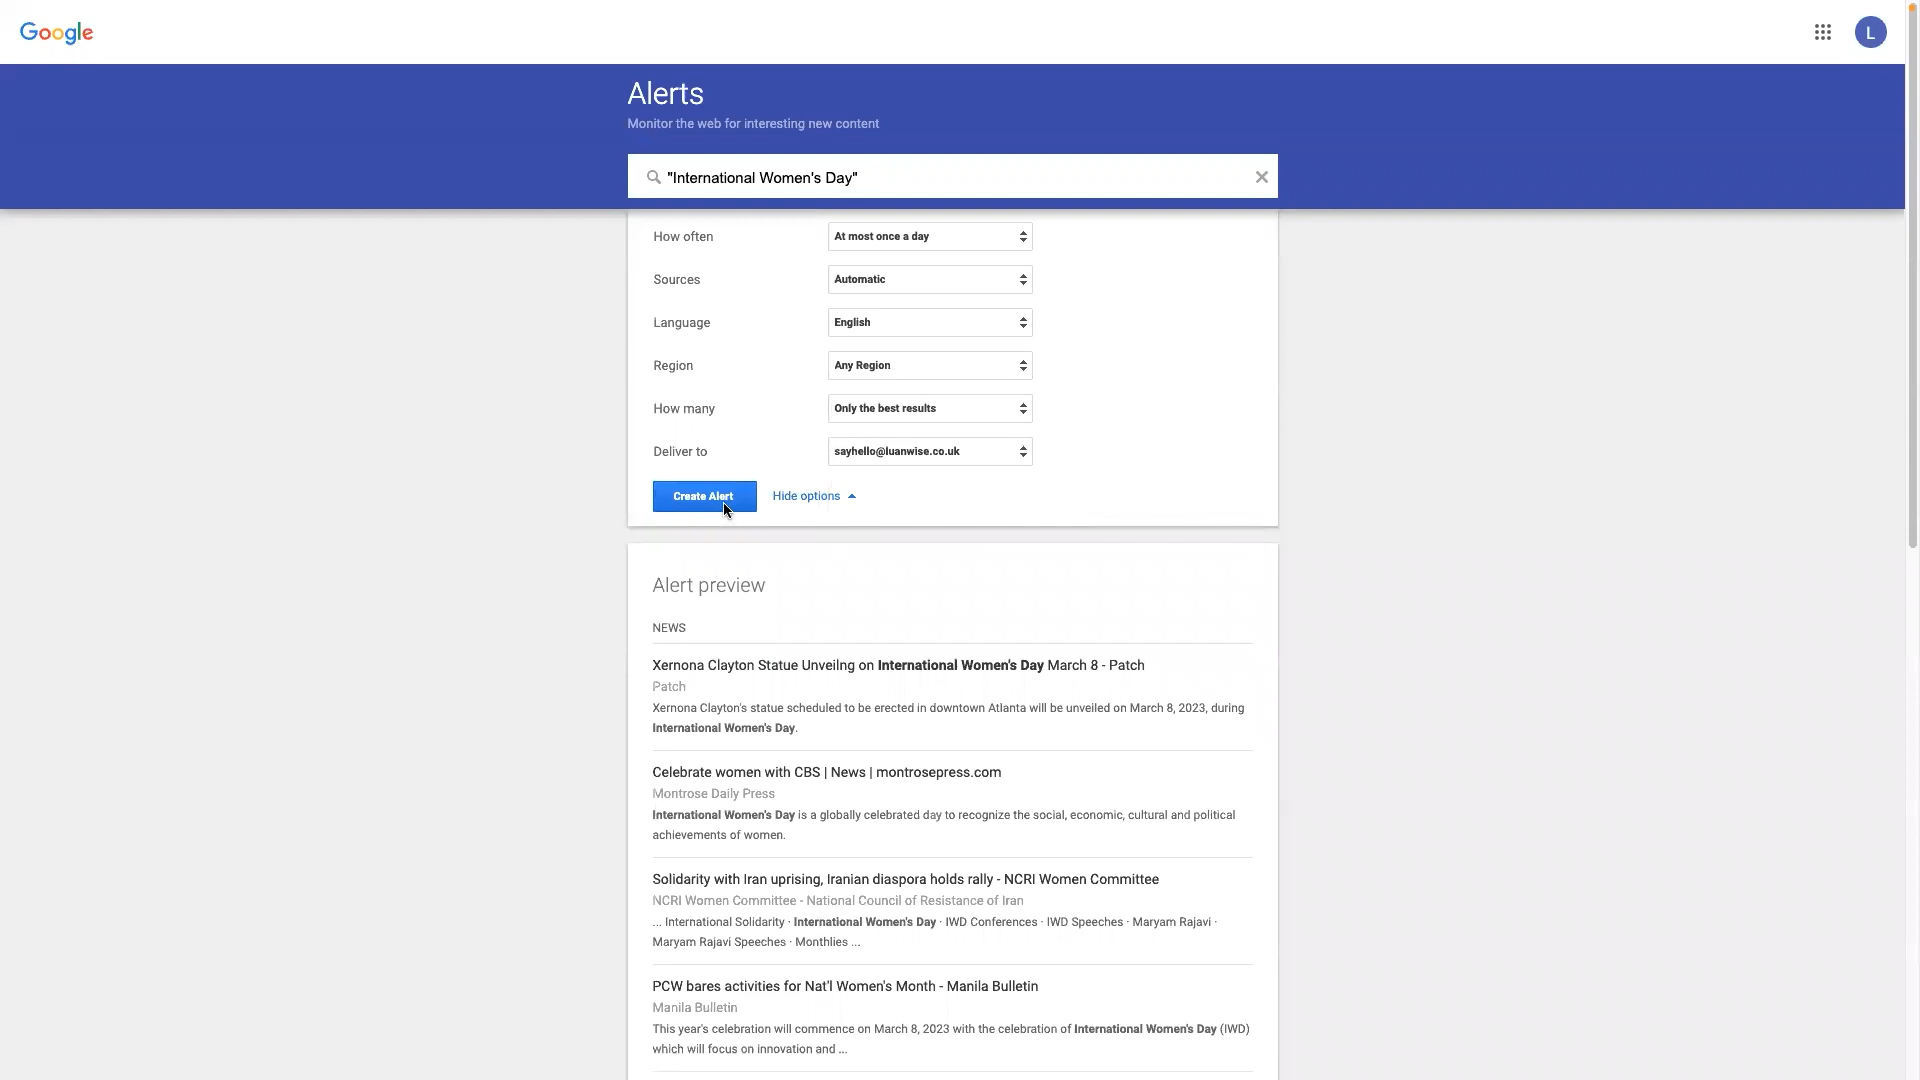 Google
L
Alerts
Monitor the web for interesting new content
"International Women's Day"
How often At most once a day
Sources Automatic
Language English
Region Any Region
How many Only the best results
Deliver to sayhello@luanwise.co.uk
Create Alert Hide options
Alert preview
NEWS
Xernona Clayton Statue Unveilng on International Women's Day March 8 - Patch
Patch
Xernona Clayton's statue scheduled to be erected in downtown Atlanta will be unveiled on March 8, 2023, during
International Women's Day.
Celebrate women with CBS | News | montrosepress.com
Montrose Daily Press
International Women's Day is a globally celebrated day to recognize the social, economic, cultural and political
achievements of women.
Solidarity with Iran uprising, Iranian diaspora holds rally - NCRI Women Committee
NCRI Women Committee - National Council of Resistance of Iran
... International Solidarity · International Women's Day · IWD Conferences · IWD Speeches · Maryam Rajavi ·
Maryam Rajavi Speeches · Monthlies ...
PCW bares activities for Nat'l Women's Month - Manila Bulletin
Manila Bulletin
This year's celebration will commence on March 8, 2023 with the celebration of International Women's Day (IWD)
which will focus on innovation and ...